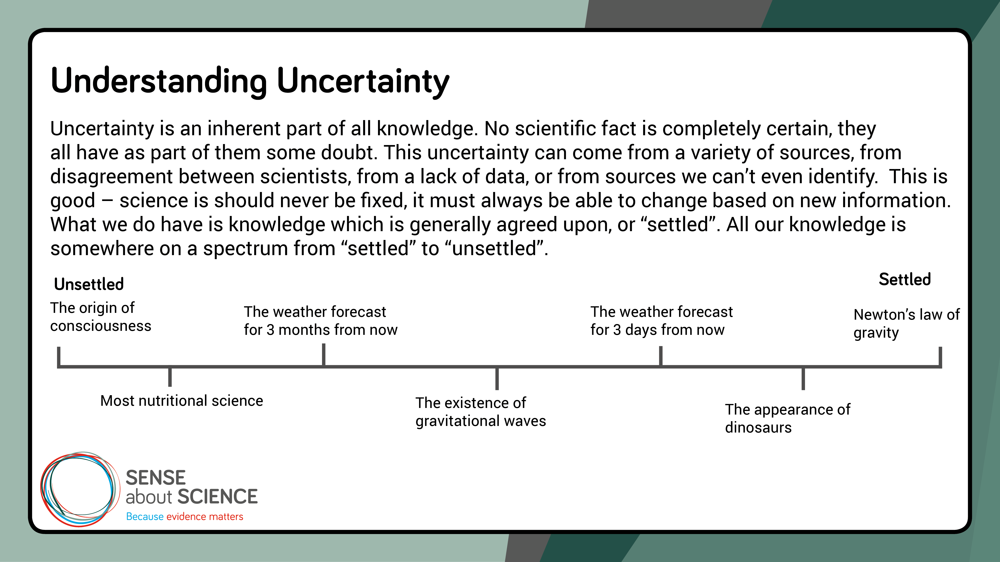 Understanding Uncertainty
Uncertainty is an inherent part of all knowledge. No scientific fact is completely certain, they
all have as part of them some doubt. This uncertainty can come from a variety of sources, from
disagreement between scientists, from a lack of data, or from sources we can’t even identify.  This is
good – science is should never be fixed, it must always be able to change based on new information.
What we do have is knowledge which is generally agreed upon, or “settled”. All our knowledge is
somewhere on a spectrum from “settled” to “unsettled”.
Unsettled
Settled
The origin of
consciousness
The weather forecast
for 3 months from now
The weather forecast
for 3 days from now
Newton’s law of
gravity
Most nutritional science
The existence of
gravitational waves
The appearance of
dinosaurs
SENSE
about SCIENCE
Because evidence matters